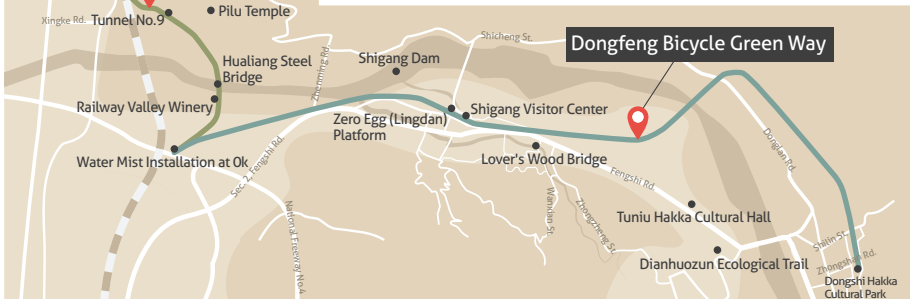 Xingke Rd.
Tunnel No.9
Pilu Temple
Hualiang Steel
Bridge
Railway Valley Winery
Water Mist Installation at 0k
Zhenming Rd.
Sec. 2, Fengshi Rd.
National Freeway No.4
Shigang Dam
Shicheng St.
Zero Egg (Lingdan)
Platform
Shigang Visitor Center
Lover's Wood Bridge
Dongfeng Bicycle Green Way
Wanxian St.
Zhongzheng St.
Fengshi Rd.
Tuniu Hakka Cultural Hall
Dianhuozun Ecological Trail
Donglan Rd.
Shilin St.
Zhongshan Rd.
Dongshi Hakka
Cultural Park